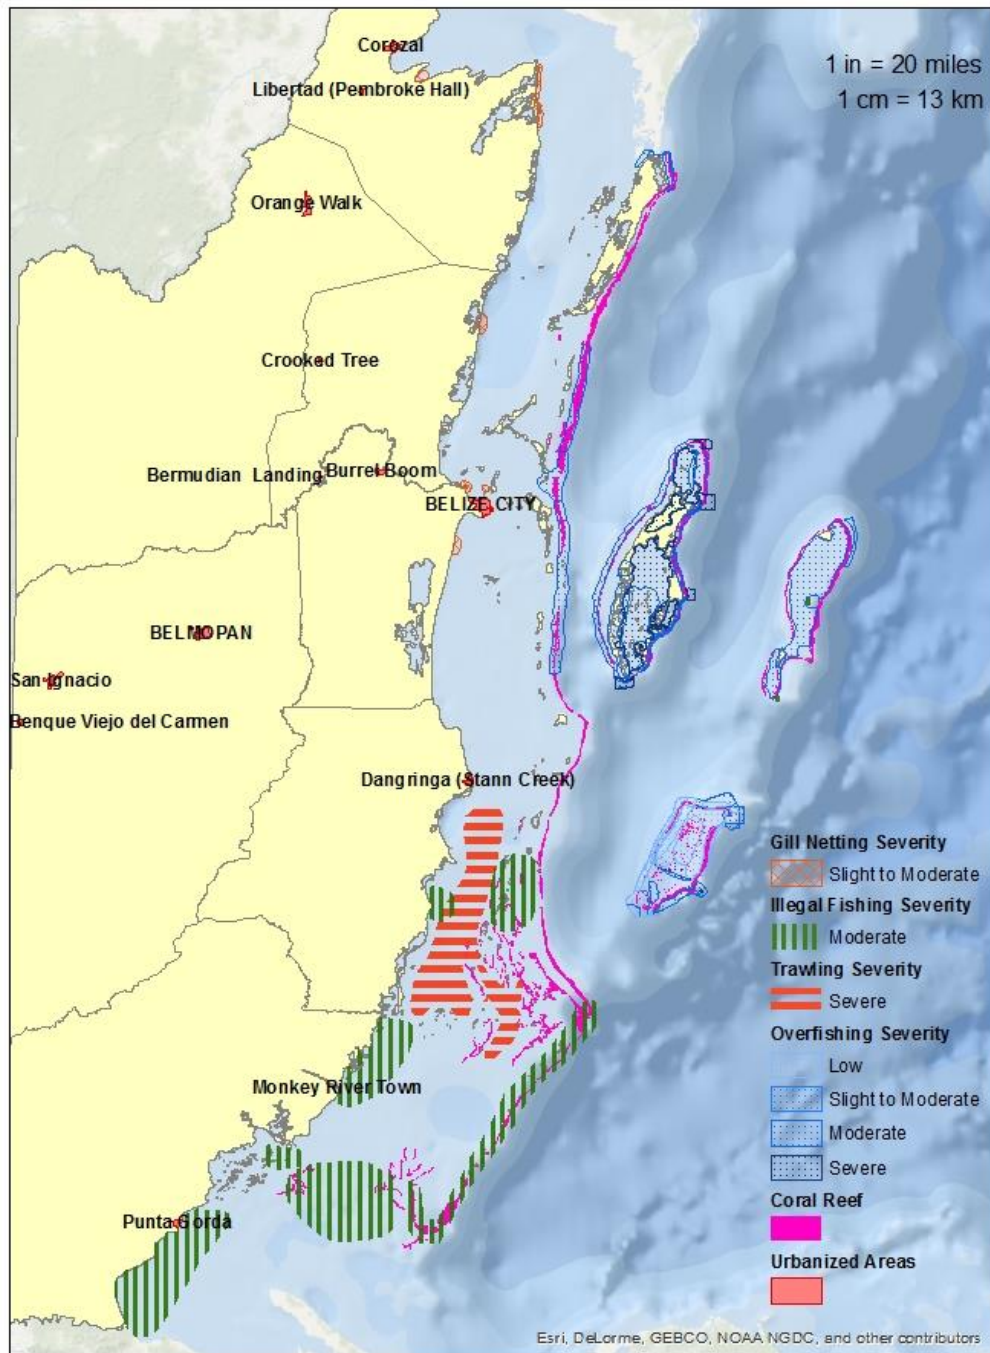 1 in = 20 miles
1 cm = 13 km
Corozal
Libertad (Pembroke Hall)
Orange Walk
Crooked Tree
Bermudian Landing
Burrel Boom
BELIZE CITY
BELMOPAN
San Ignacio
Benque Viejo del Carmen
Dangringa (Stann Creek)
Monkey River Town
Punta Gorda
Gill Netting Severity
Slight to Moderate
Illegal Fishing Severity
Moderate
Trawling Severity
Severe
Overfishing Severity
Low
Slight to Moderate
Moderate
Severe
Coral Reef
Urbanized Areas
Esri, DeLorme, GEBCO, NOAA NGDC, and other contributors